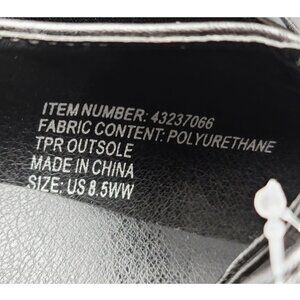 ITEM NUMBER: 43237066
FABRIC CONTENT: POLYURETHANE
TPR OUTSOLE
MADE IN CHINA
SIZE: US 8.5WW